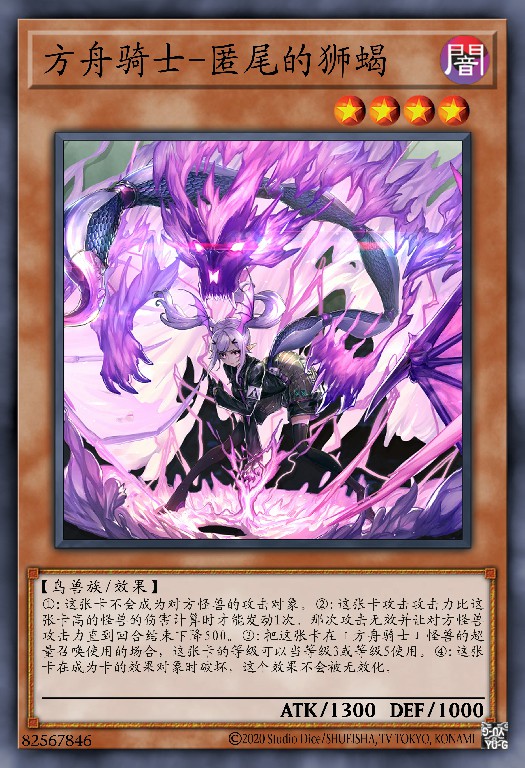 方舟骑士-匿尾的狮蝎
闇
【鸟兽族/效果】
①:这张卡不会成为对方怪兽的攻击对象。②:这张卡攻击攻击力比这
张卡高的怪兽的伤害计算时才能发动1次。那次攻击无效并让对方怪兽
攻击力直到回合结束下降500。③:把这张卡在「方舟骑士」怪兽的超
量召唤使用的场合,这张卡的等级可以当等级3或等级5使用。④:这张
卡在成为卡的效果对象时破坏,这个效果不会被无效化。
ATK/1300 DEF/1000
82567846
©2020 Studio Dice/SHUEISHA, TV TOKYO, KONAMI